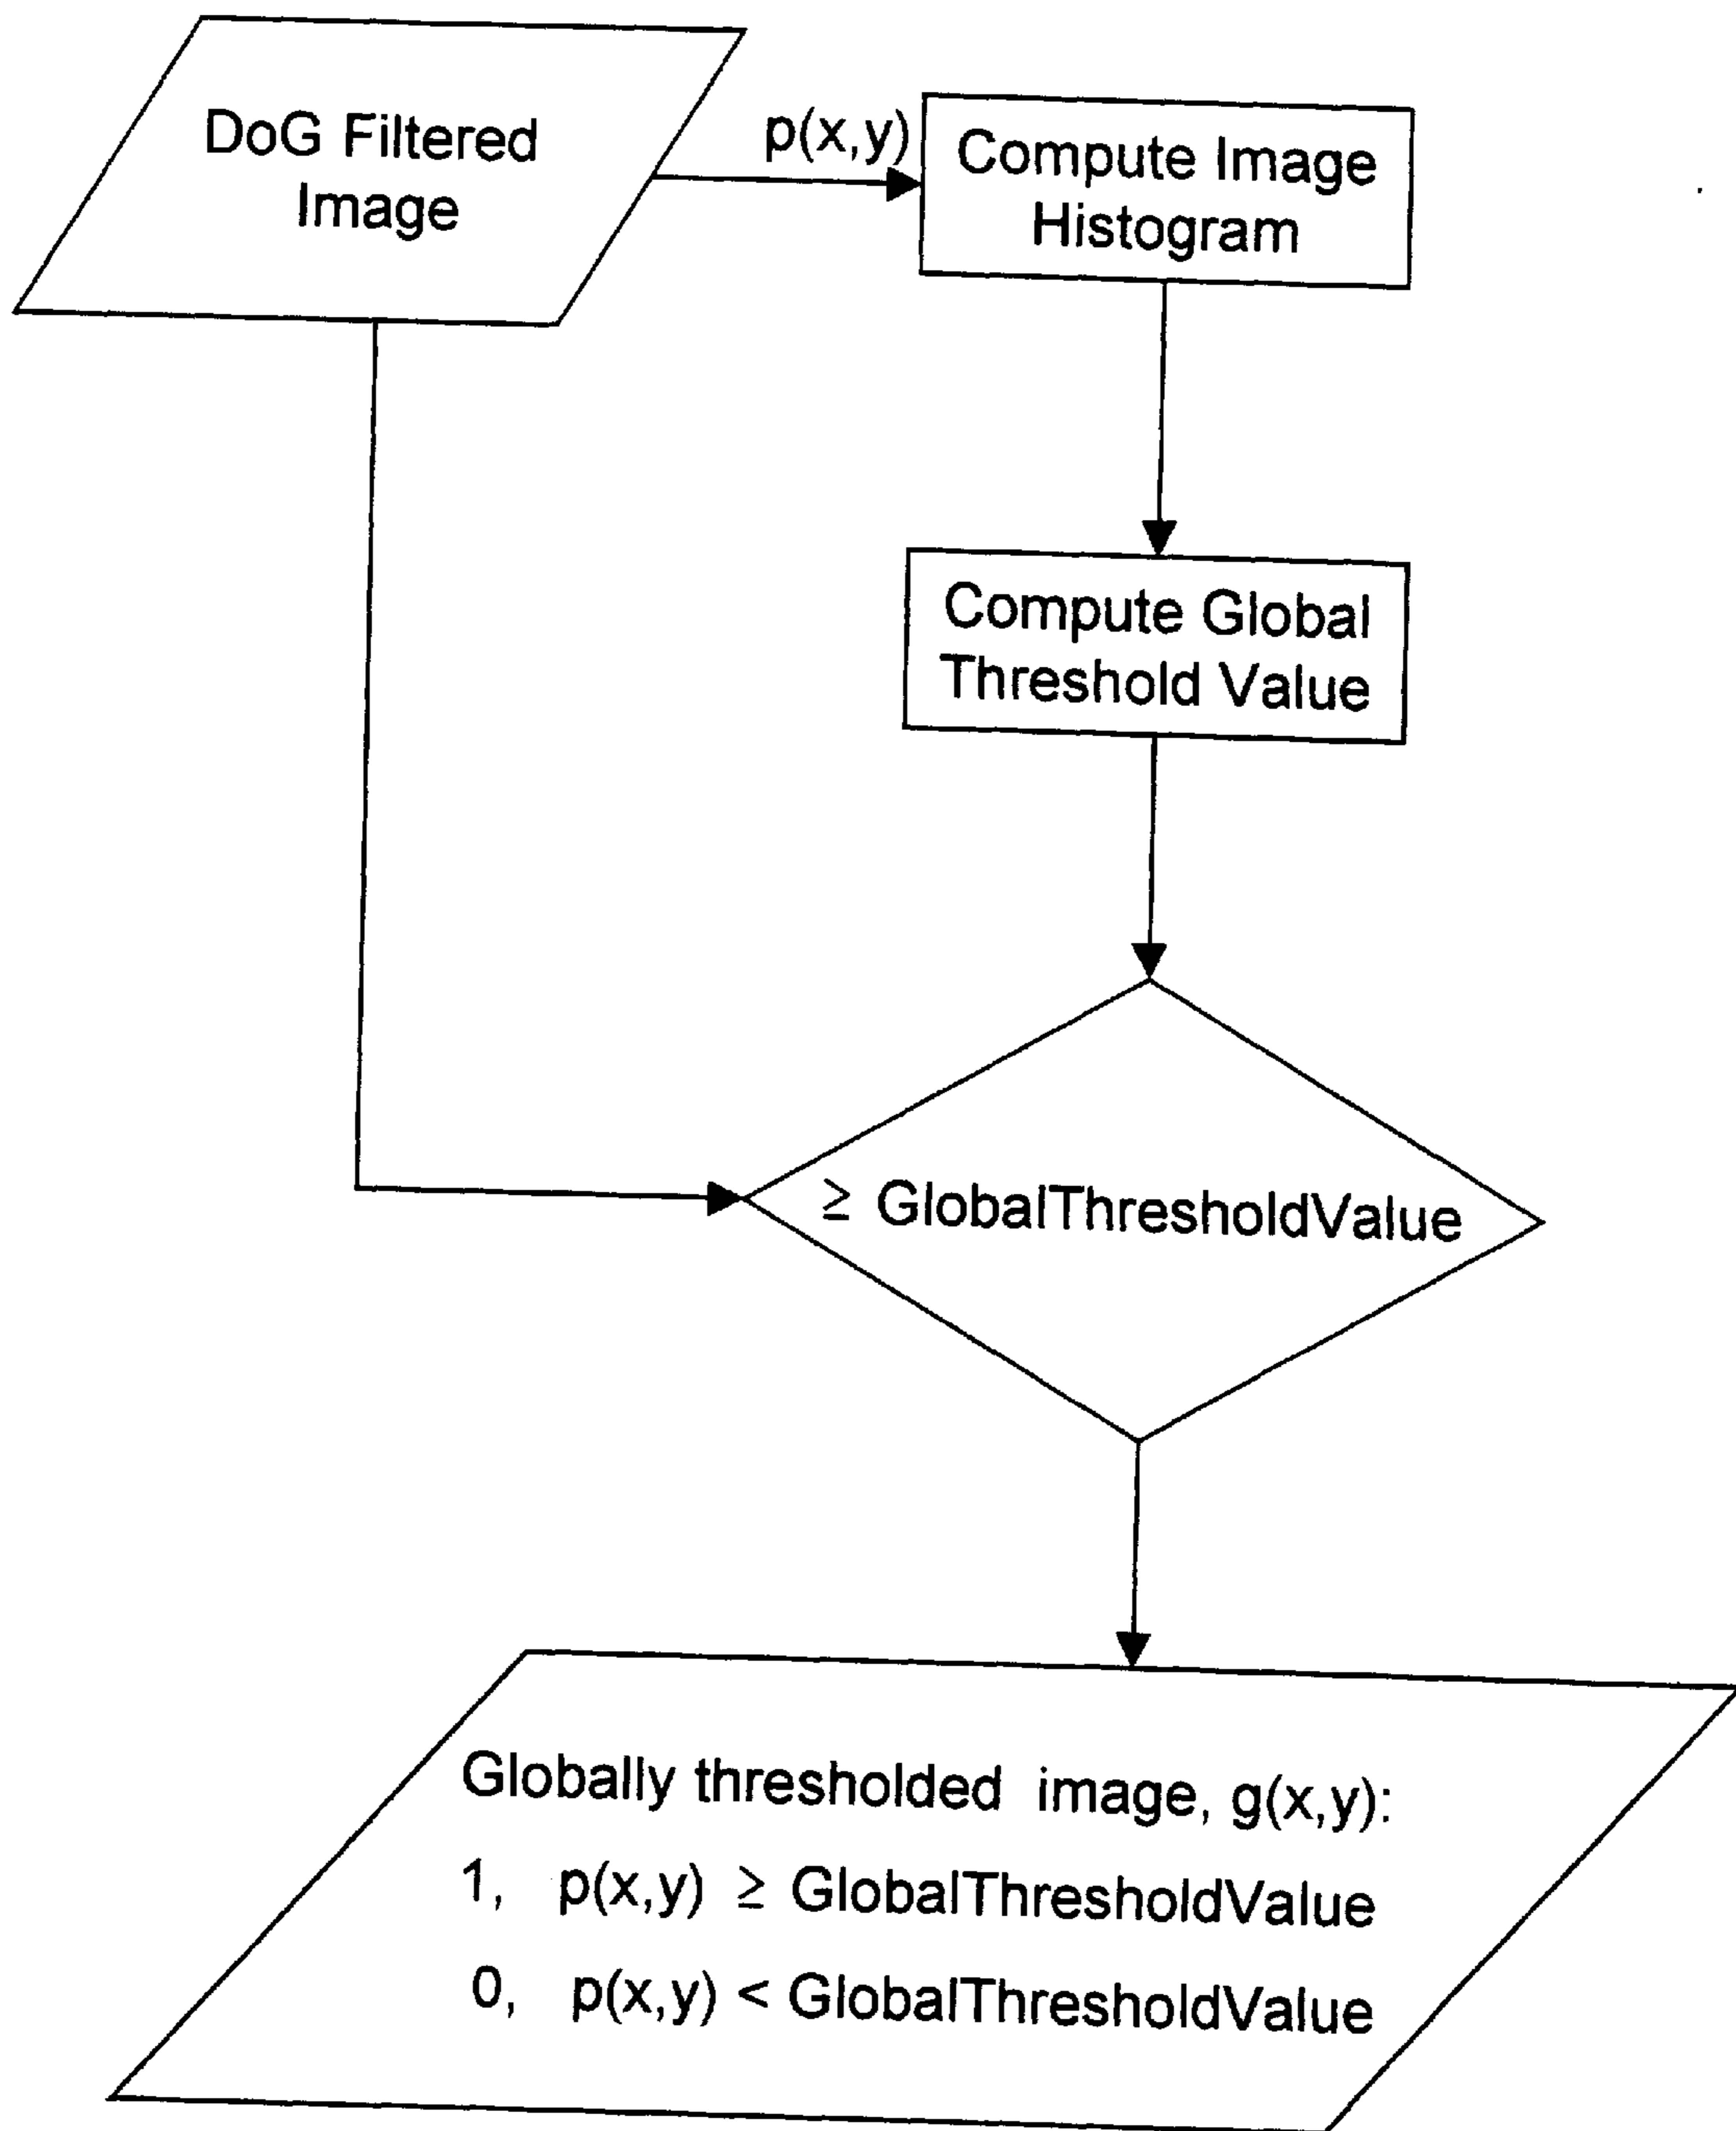 DoG Filtered
Image
p(x,y)
Compute Image
Histogram
Compute Global
Threshold Value
≥ GlobalThresholdValue
Globally thresholded image, g(x,y):
1, p(x,y) ≥ GlobalThresholdValue
0, p(x,y) < GlobalThresholdValue